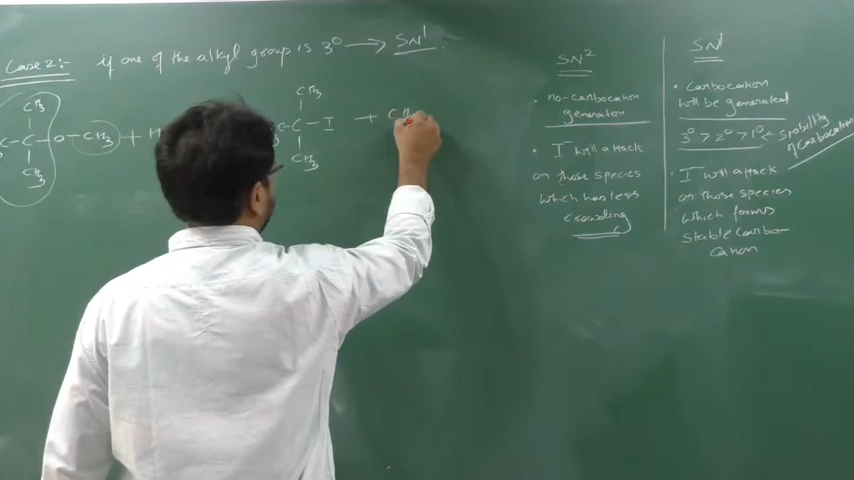 Case 2:- if one of the alkyl group is 3° → SN1
CH3
C - O - CH3 + H
CH3
CH3
C - I + CH
CH3
SN2
• no-carbocation
generation
• I will attack
on those species
which has less
crowding
SN1
• Carbocation
will be generated
3° > 2° > 1° ← stability
of carbocation
• I will attack
on those species
which forms
stable carbo-
cation